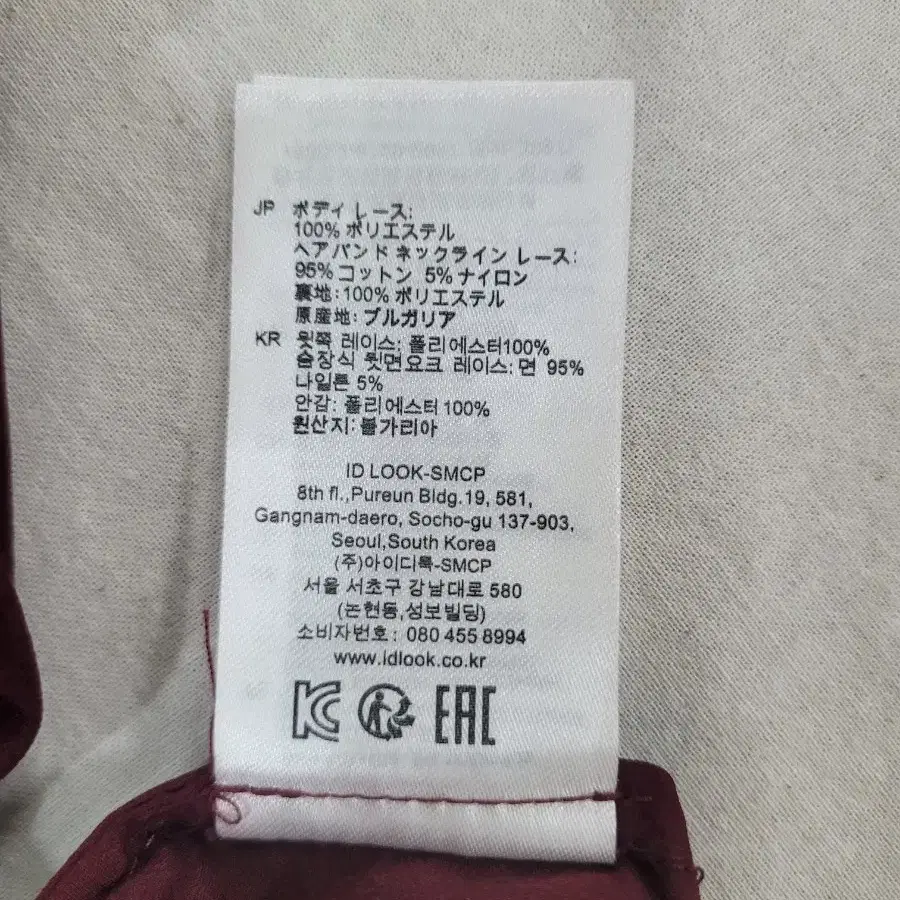 JP ボディ レース:
100% ポリエステル
ヘアバンド ネックライン レース:
95% コットン 5% ナイロン
裏地:100% ポリエステル
原産地: ブルガリア
KR 뒷쪽 레이스: 폴리에스터100%
숨장식 뒷면요크 레이스: 면 95%
나일론 5%
안감: 폴리에스터 100%
원산지: 불가리아
ID LOOK-SMCP
8th fl.,Pureun Bldg.19, 581,
Gangnam-daero, Socho-gu 137-903,
Seoul,South Korea
(주)아이디룩-SMCP
서울 서초구 강남대로 580
(논현동,성보빌딩)
소비자번호: 080 455 8994
www.idlook.co.kr
KC EAC